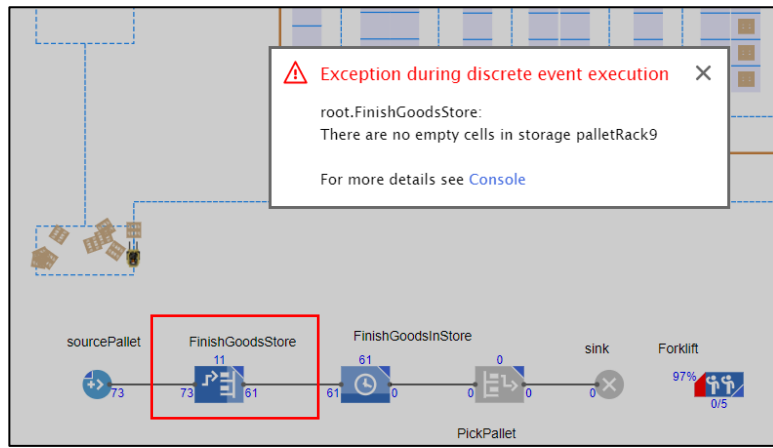 Exception during discrete event execution
root.FinishGoodsStore:
There are no empty cells in storage palletRack9
For more details see Console
sourcePallet
FinishGoodsStore
FinishGoodsInStore
sink
Forklift
11
61
0
97%
73
73
61
61
0
0
0
0
0/5
PickPallet